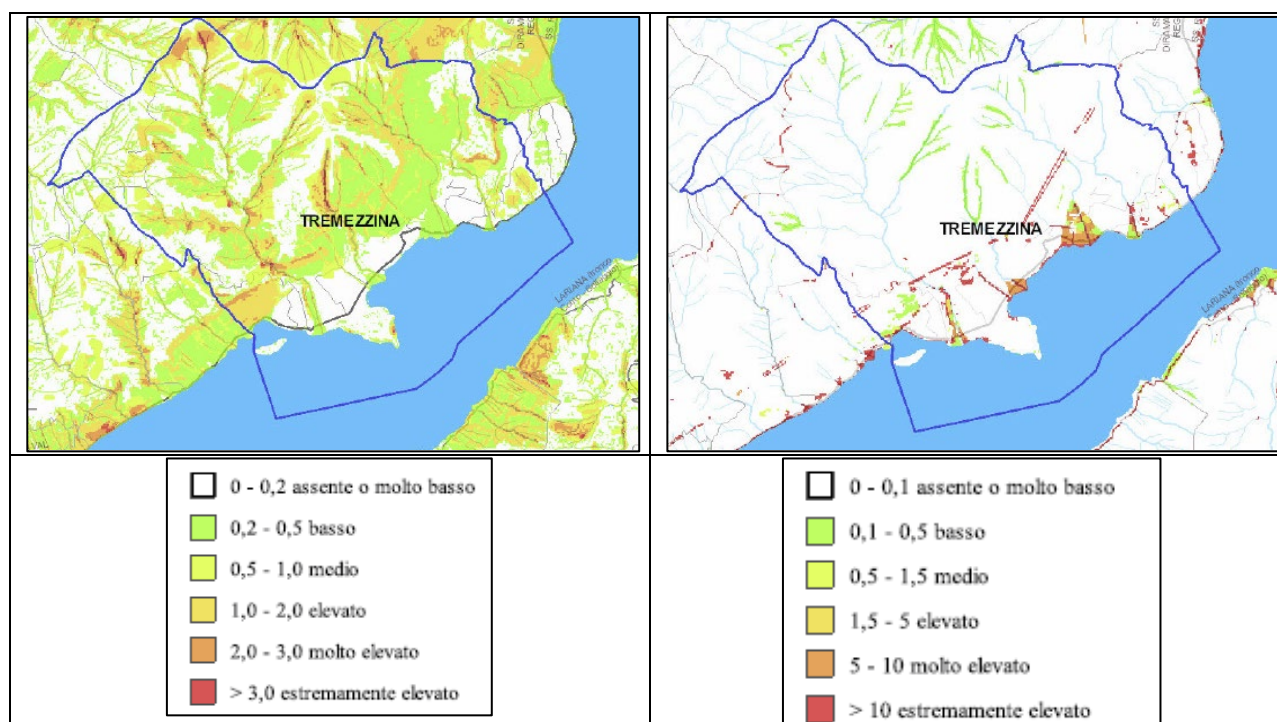 TREMEZZINA
TREMEZZINA
0 - 0,2 assente o molto basso
0,2 - 0,5 basso
0,5 - 1,0 medio
1,0 - 2,0 elevato
2,0 - 3,0 molto elevato
> 3,0 estremamente elevato
0 - 0,1 assente o molto basso
0,1 - 0,5 basso
0,5 - 1,5 medio
1,5 - 5 elevato
5 - 10 molto elevato
> 10 estremamente elevato